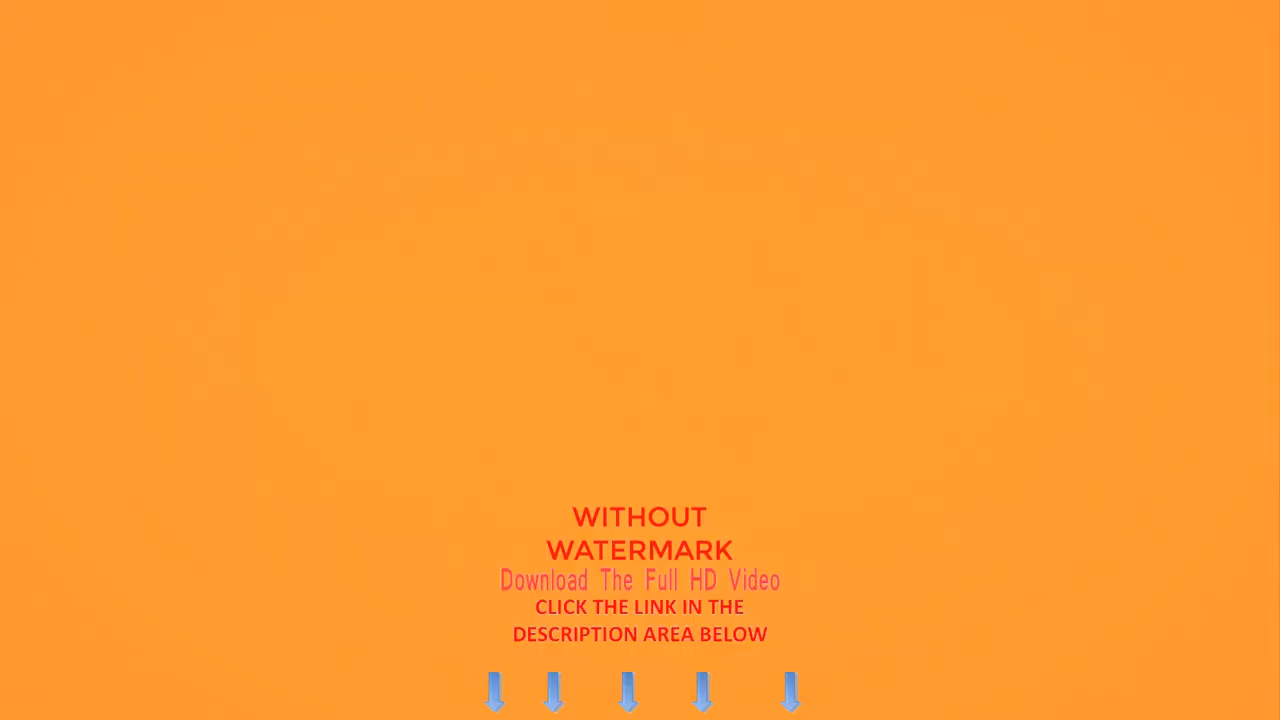 WITHOUT
WATERMARK
Download The Full HD Video
CLICK THE LINK IN THE
DESCRIPTION AREA BELOW